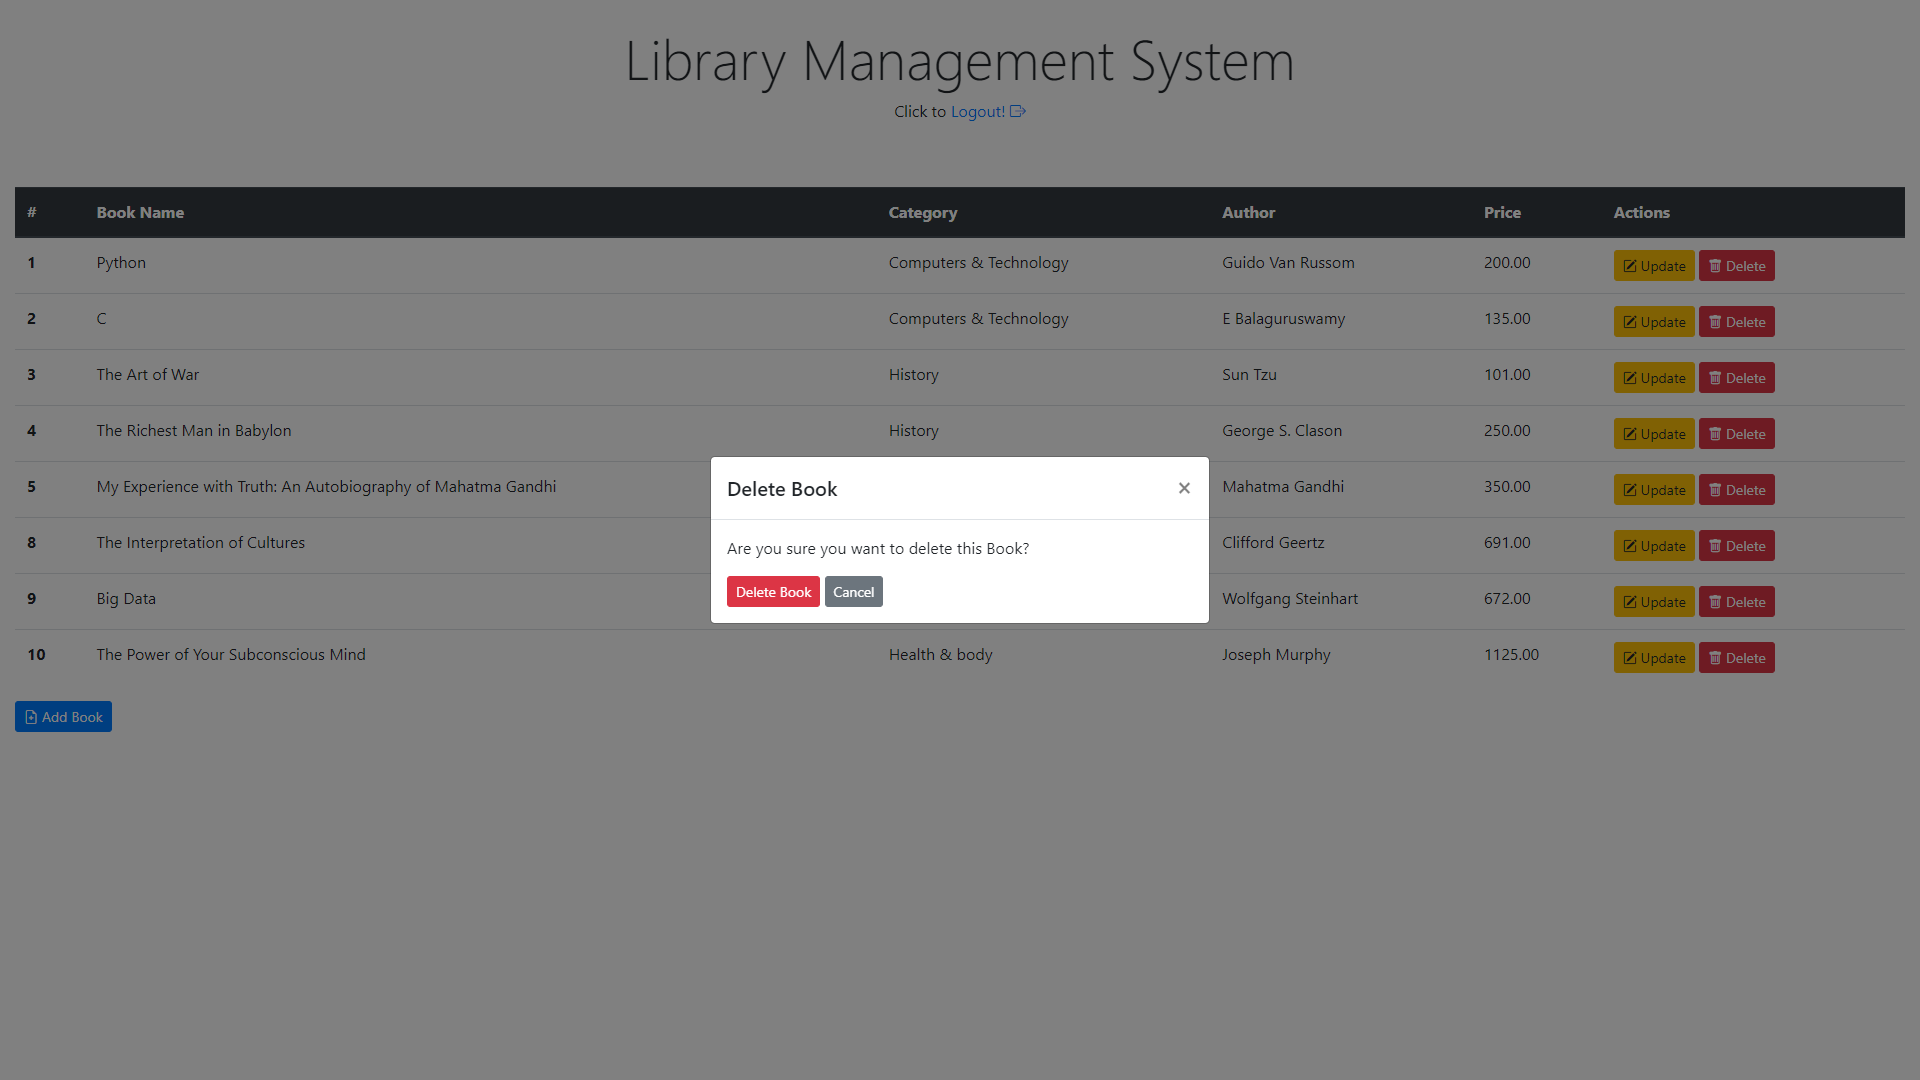 Library Management System
Click to Logout!
# Book Name Category Author Price Actions
1 Python Computers & Technology Guido Van Russom 200.00 Update Delete
2 C Computers & Technology E Balaguruswamy 135.00 Update Delete
3 The Art of War History Sun Tzu 101.00 Update Delete
4 The Richest Man in Babylon History George S. Clason 250.00 Update Delete
5 My Experience with Truth: An Autobiography of Mahatma Gandhi Mahatma Gandhi 350.00 Update Delete
8 The Interpretation of Cultures Clifford Geertz 691.00 Update Delete
9 Big Data Wolfgang Steinhart 672.00 Update Delete
10 The Power of Your Subconscious Mind Health & body Joseph Murphy 1125.00 Update Delete
Add Book
Delete Book ×
Are you sure you want to delete this Book?
Delete Book Cancel